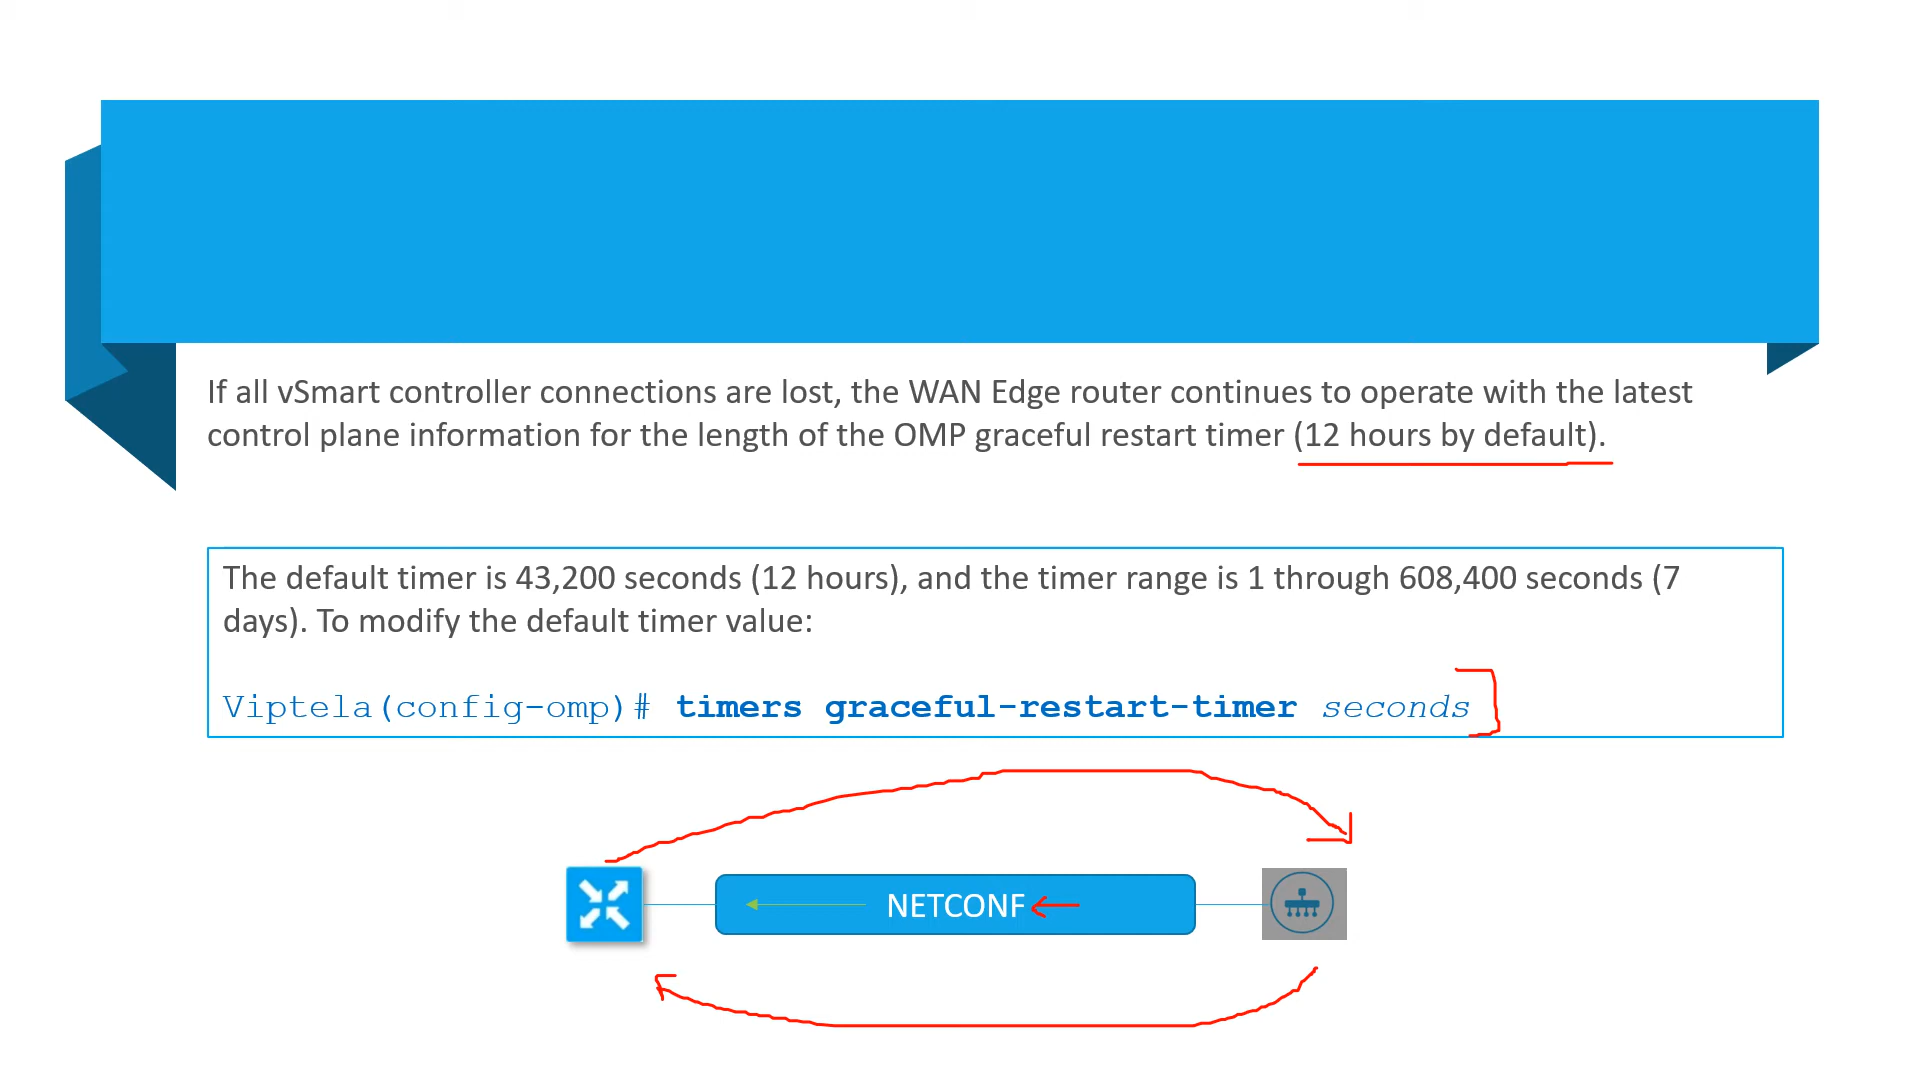 If all vSmart controller connections are lost, the WAN Edge router continues to operate with the latest
control plane information for the length of the OMP graceful restart timer (12 hours by default).
The default timer is 43,200 seconds (12 hours), and the timer range is 1 through 608,400 seconds (7
days). To modify the default timer value:
Viptela(config-omp)# timers graceful-restart-timer seconds
NETCONF